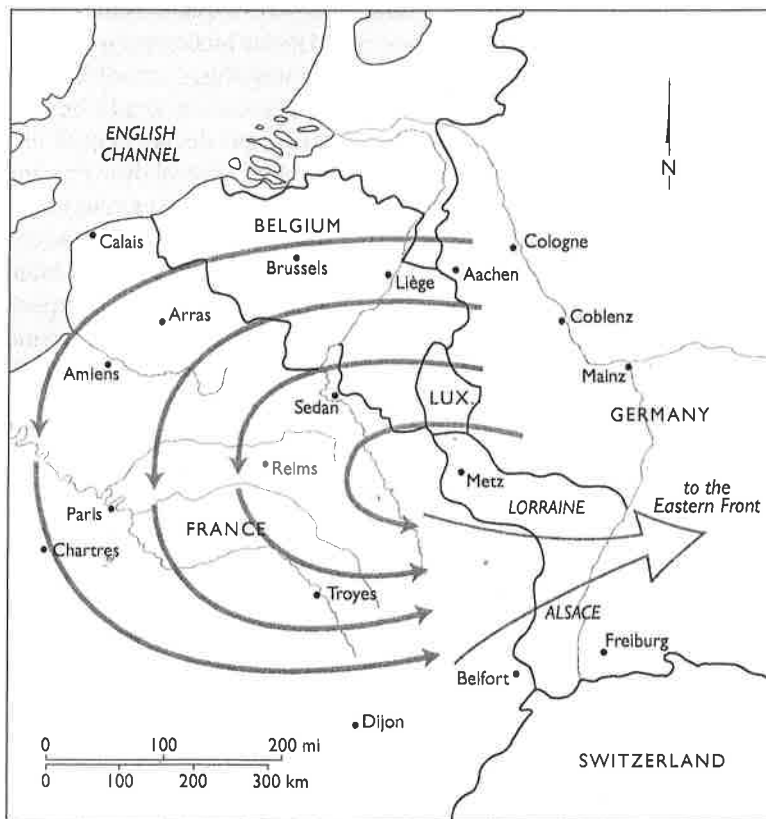 ENGLISH
CHANNEL
N
BELGIUM
Calais
Cologne
Brussels
Aachen
Liège
Arras
Coblenz
Amiens
Mainz
Sedan
LUX.
GERMANY
Reims
Metz
to the
Eastern Front
LORRAINE
Paris
FRANCE
Chartres
Troyes
ALSACE
Freiburg
Belfort
Dijon
0 100 200 mi
0 100 200 300 km
SWITZERLAND